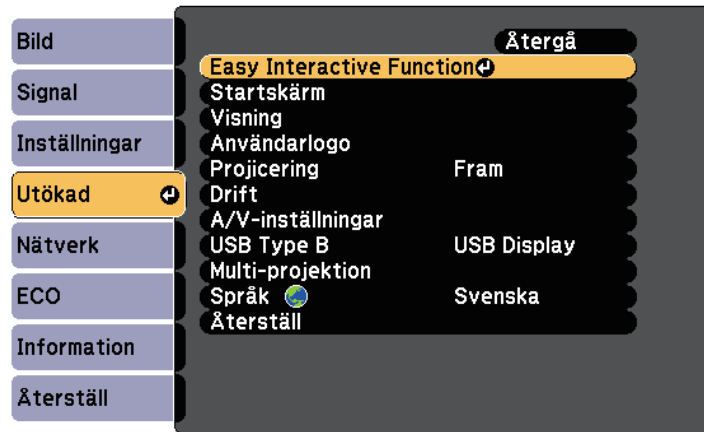 Bild
Signal
Inställningar
Utökad
Nätverk
ECO
Information
Återställ
Återgå
Easy Interactive Function
Startskärm
Visning
Användarlogo
Projicering Fram
Drift
A/V-inställningar
USB Type B USB Display
Multi-projektion
Språk Svenska
Återställ